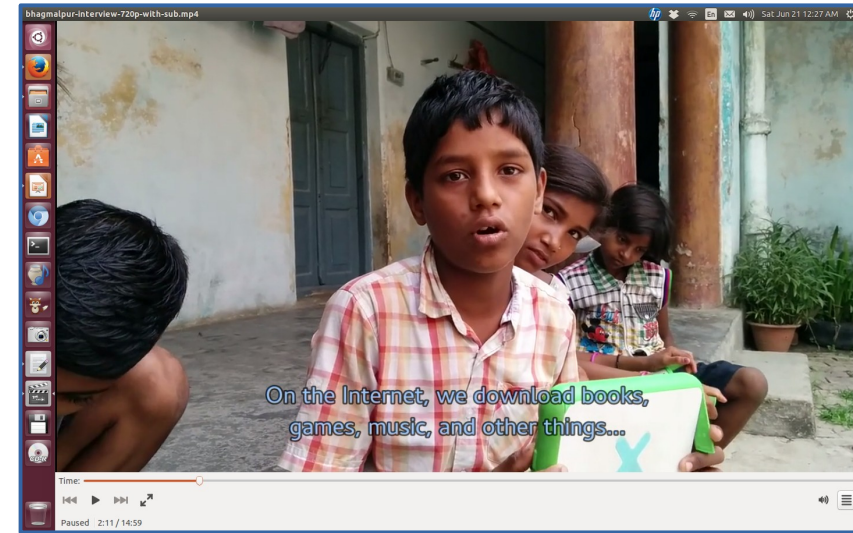 bhagmalpur-interview-720p-with-sub.mp4
hp En Sat Jun 21 12:27 AM
On the Internet, we download books,
games, music, and other things...
Time:
Paused 2:11 / 14:59